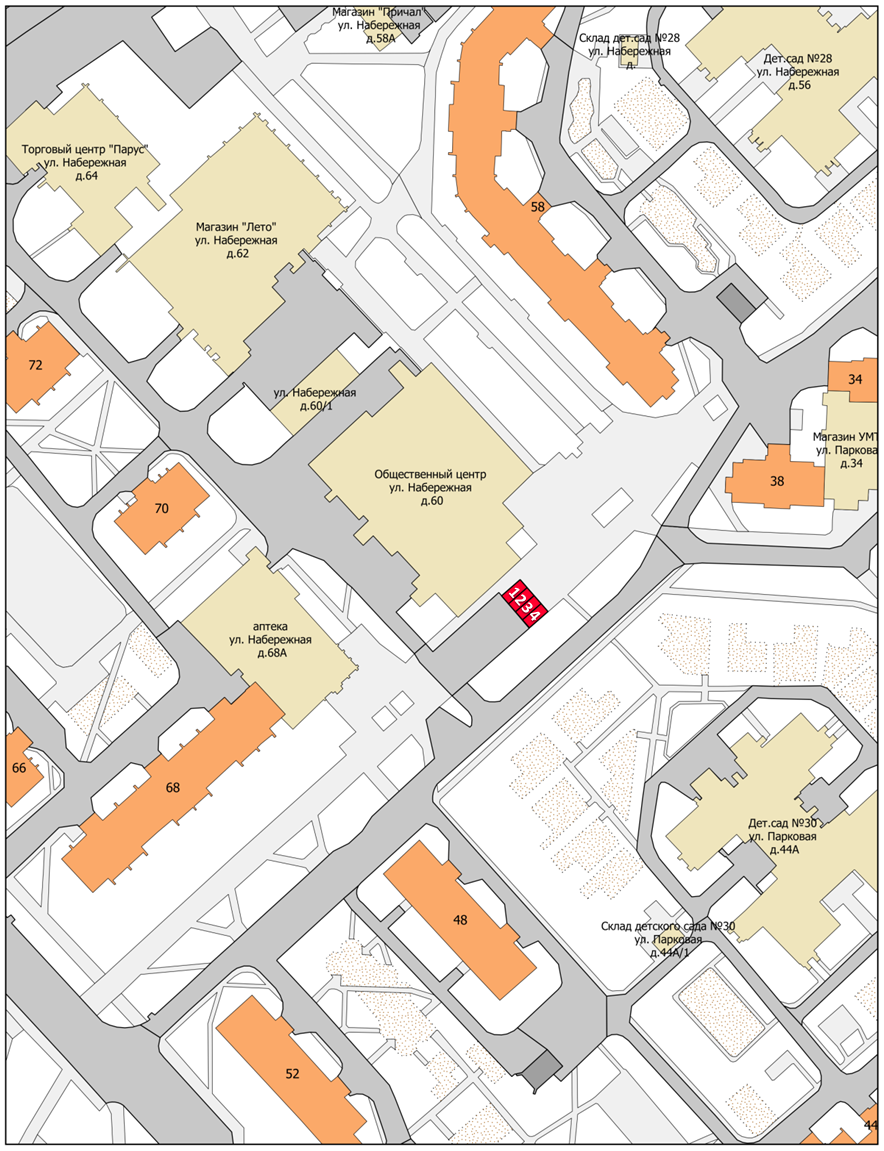 Магазин "Причал"
ул. Набережная
д.58А
Склад дет.сад №28
ул. Набережная
д.
Дет.сад №28
ул. Набережная
д.56
Торговый центр "Парус"
ул. Набережная
д.64
58
Магазин "Лето"
ул. Набережная
д.62
72
ул. Набережная
д.60/1
34
Магазин УМТ
ул. Паркова
д.34
38
Общественный центр
ул. Набережная
д.60
70
1234
аптека
ул. Набережная
д.68А
66
68
Дет.сад №30
ул. Парковая
д.44А
48
Склад детского сада №30
ул. Парковая
д.44А/1
52
44